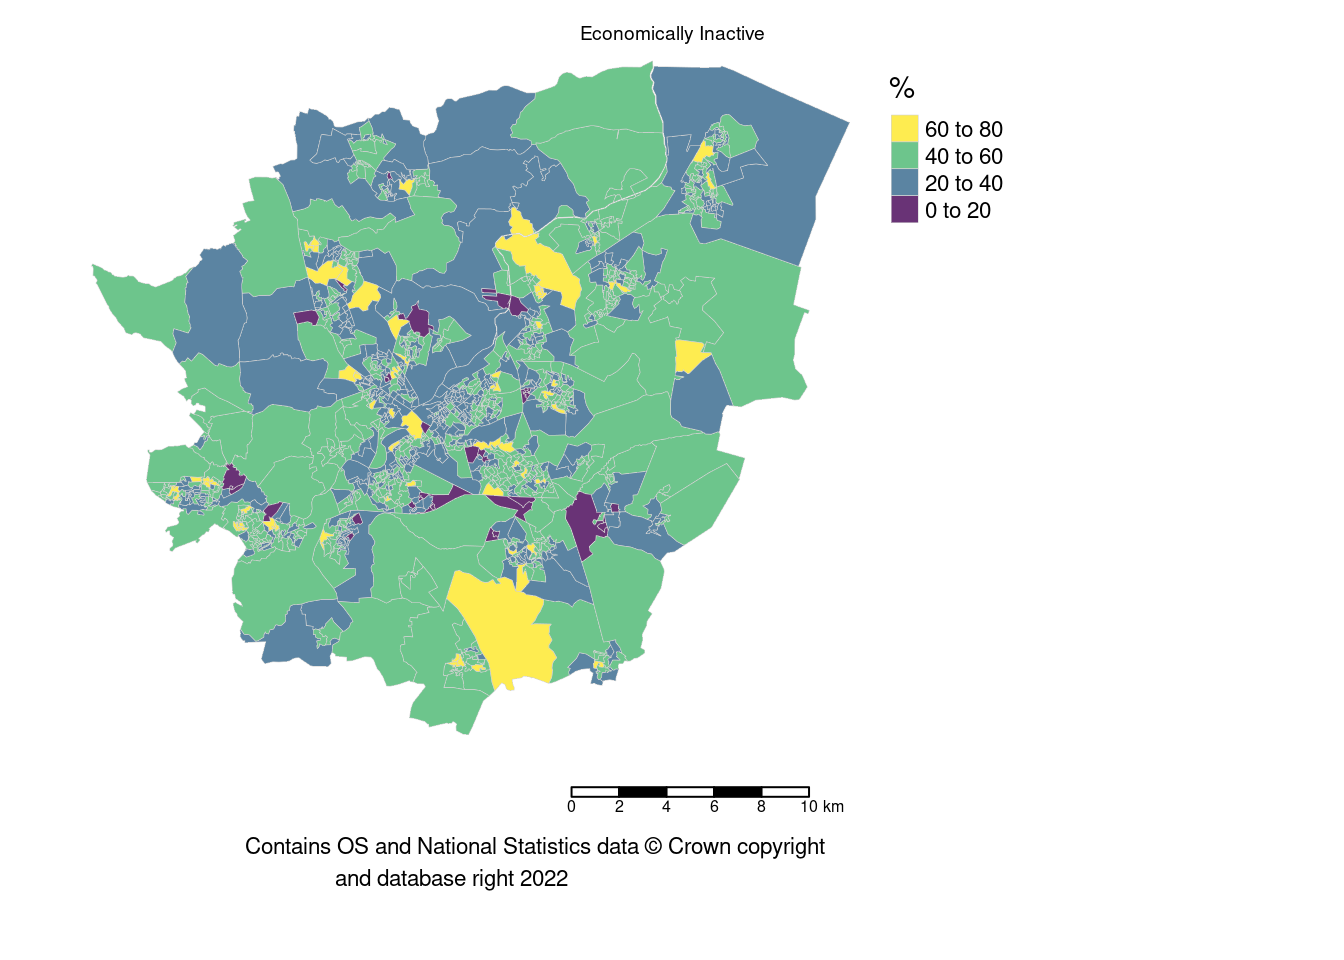 Economically Inactive
%
60 to 80
40 to 60
20 to 40
0 to 20
0 2 4 6 8 10 km
Contains OS and National Statistics data © Crown copyright
and database right 2022